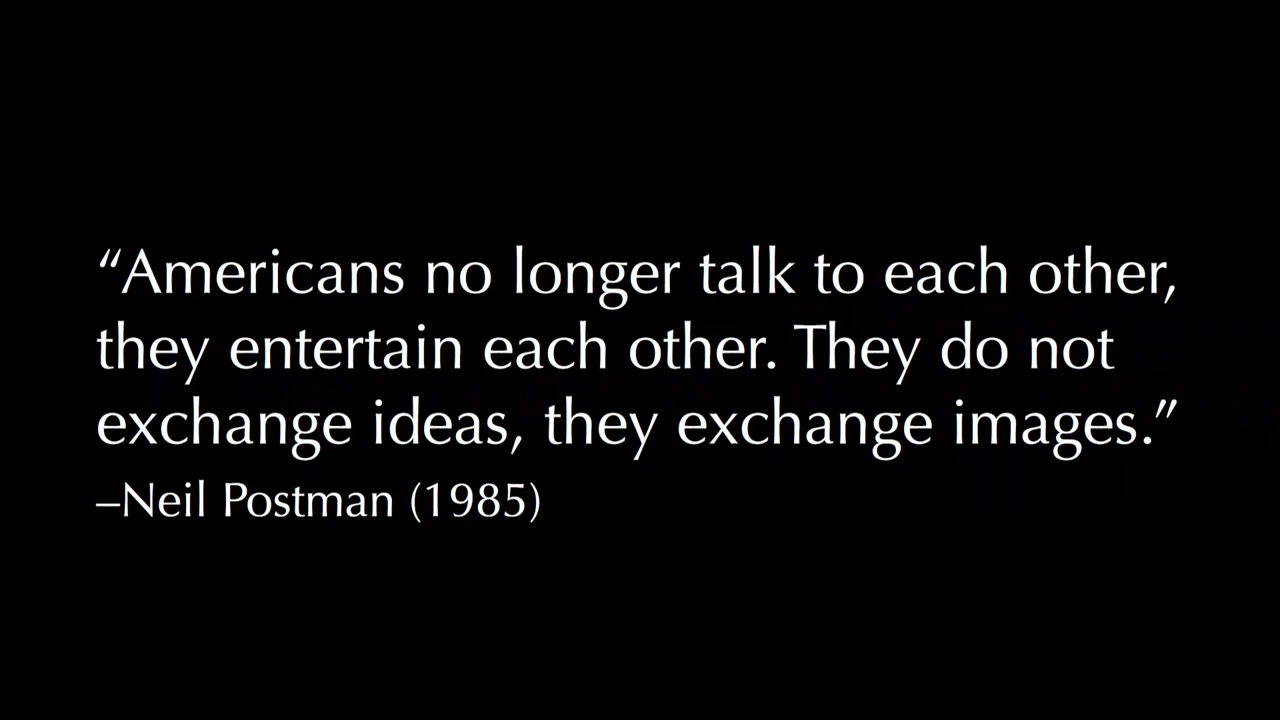 “Americans no longer talk to each other,
they entertain each other. They do not
exchange ideas, they exchange images.”
–Neil Postman (1985)